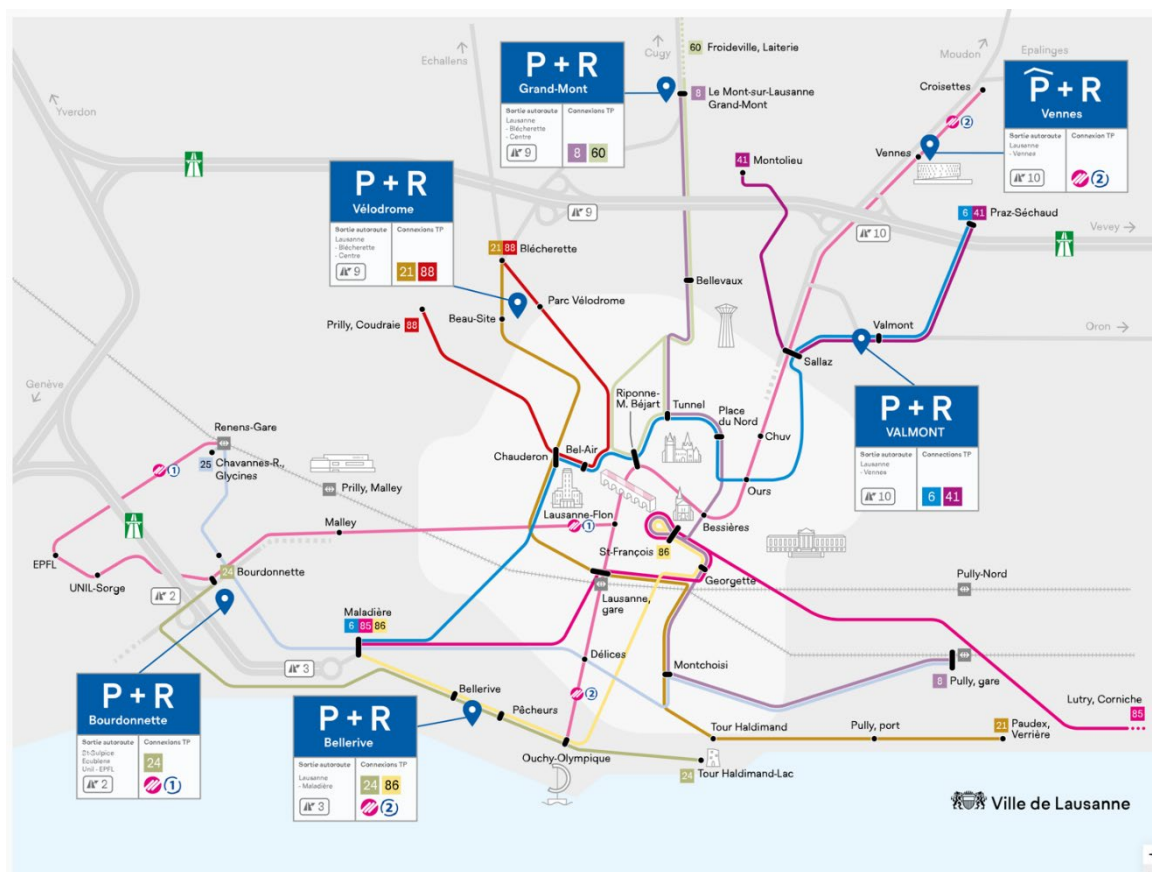 Echallens
Cugy
60 Froideville, Laiterie
Moudon
Epalinges
P + R
Grand-Mont
Sortie autoroute
Lausanne
- Blécherette
- Centre
9
Connexions TP
8 60
8 Le Mont-sur-Lausanne
Grand-Mont
Croisettes
2
P + R
Vennes
Sortie autoroute
Lausanne
- Vennes
10
Connexion TP
2
Yverdon
Vennes
41 Montolieu
P + R
Vélodrome
Sortie autoroute
Lausanne
- Blécherette
- Centre
9
Connexions TP
21 88
9
10
6 41 Praz-Séchaud
Vevey
21 88 Blécherette
Bellevaux
Parc Vélodrome
Beau-Site
Prilly, Coudraie 88
Valmont
Oron
Sallaz
Genève
Riponne-
M. Béjart
Tunnel
Place
du Nord
P + R
VALMONT
Sortie autoroute
Lausanne
- Vennes
10
Connections TP
6 41
Renens-Gare
1
25 Chavannes-R.,
Glycines
Chauderon
Bel-Air
Chuv
Prilly, Malley
Ours
Malley
Lausanne-Flon
1
Bessières
St-François 86
EPFL
UNIL-Sorge
24 Bourdonnette
2
Georgette
Pully-Nord
Lausanne,
gare
Maladière
6 85 86
3
Délices
Montchoisi
8 Pully, gare
2
P + R
Bourdonnette
Sortie autoroute
St-Sulpice
Ecublens
Unil - EPFL
2
Connexions TP
24
1
P + R
Bellerive
Sortie autoroute
Lausanne
- Maladière
3
Connexions TP
24 86
2
Bellerive
Pêcheurs
Ouchy-Olympique
Tour Haldimand
Pully, port
21 Paudex,
Verrière
Lutry, Corniche
85
24 Tour Haldimand-Lac
Ville de Lausanne